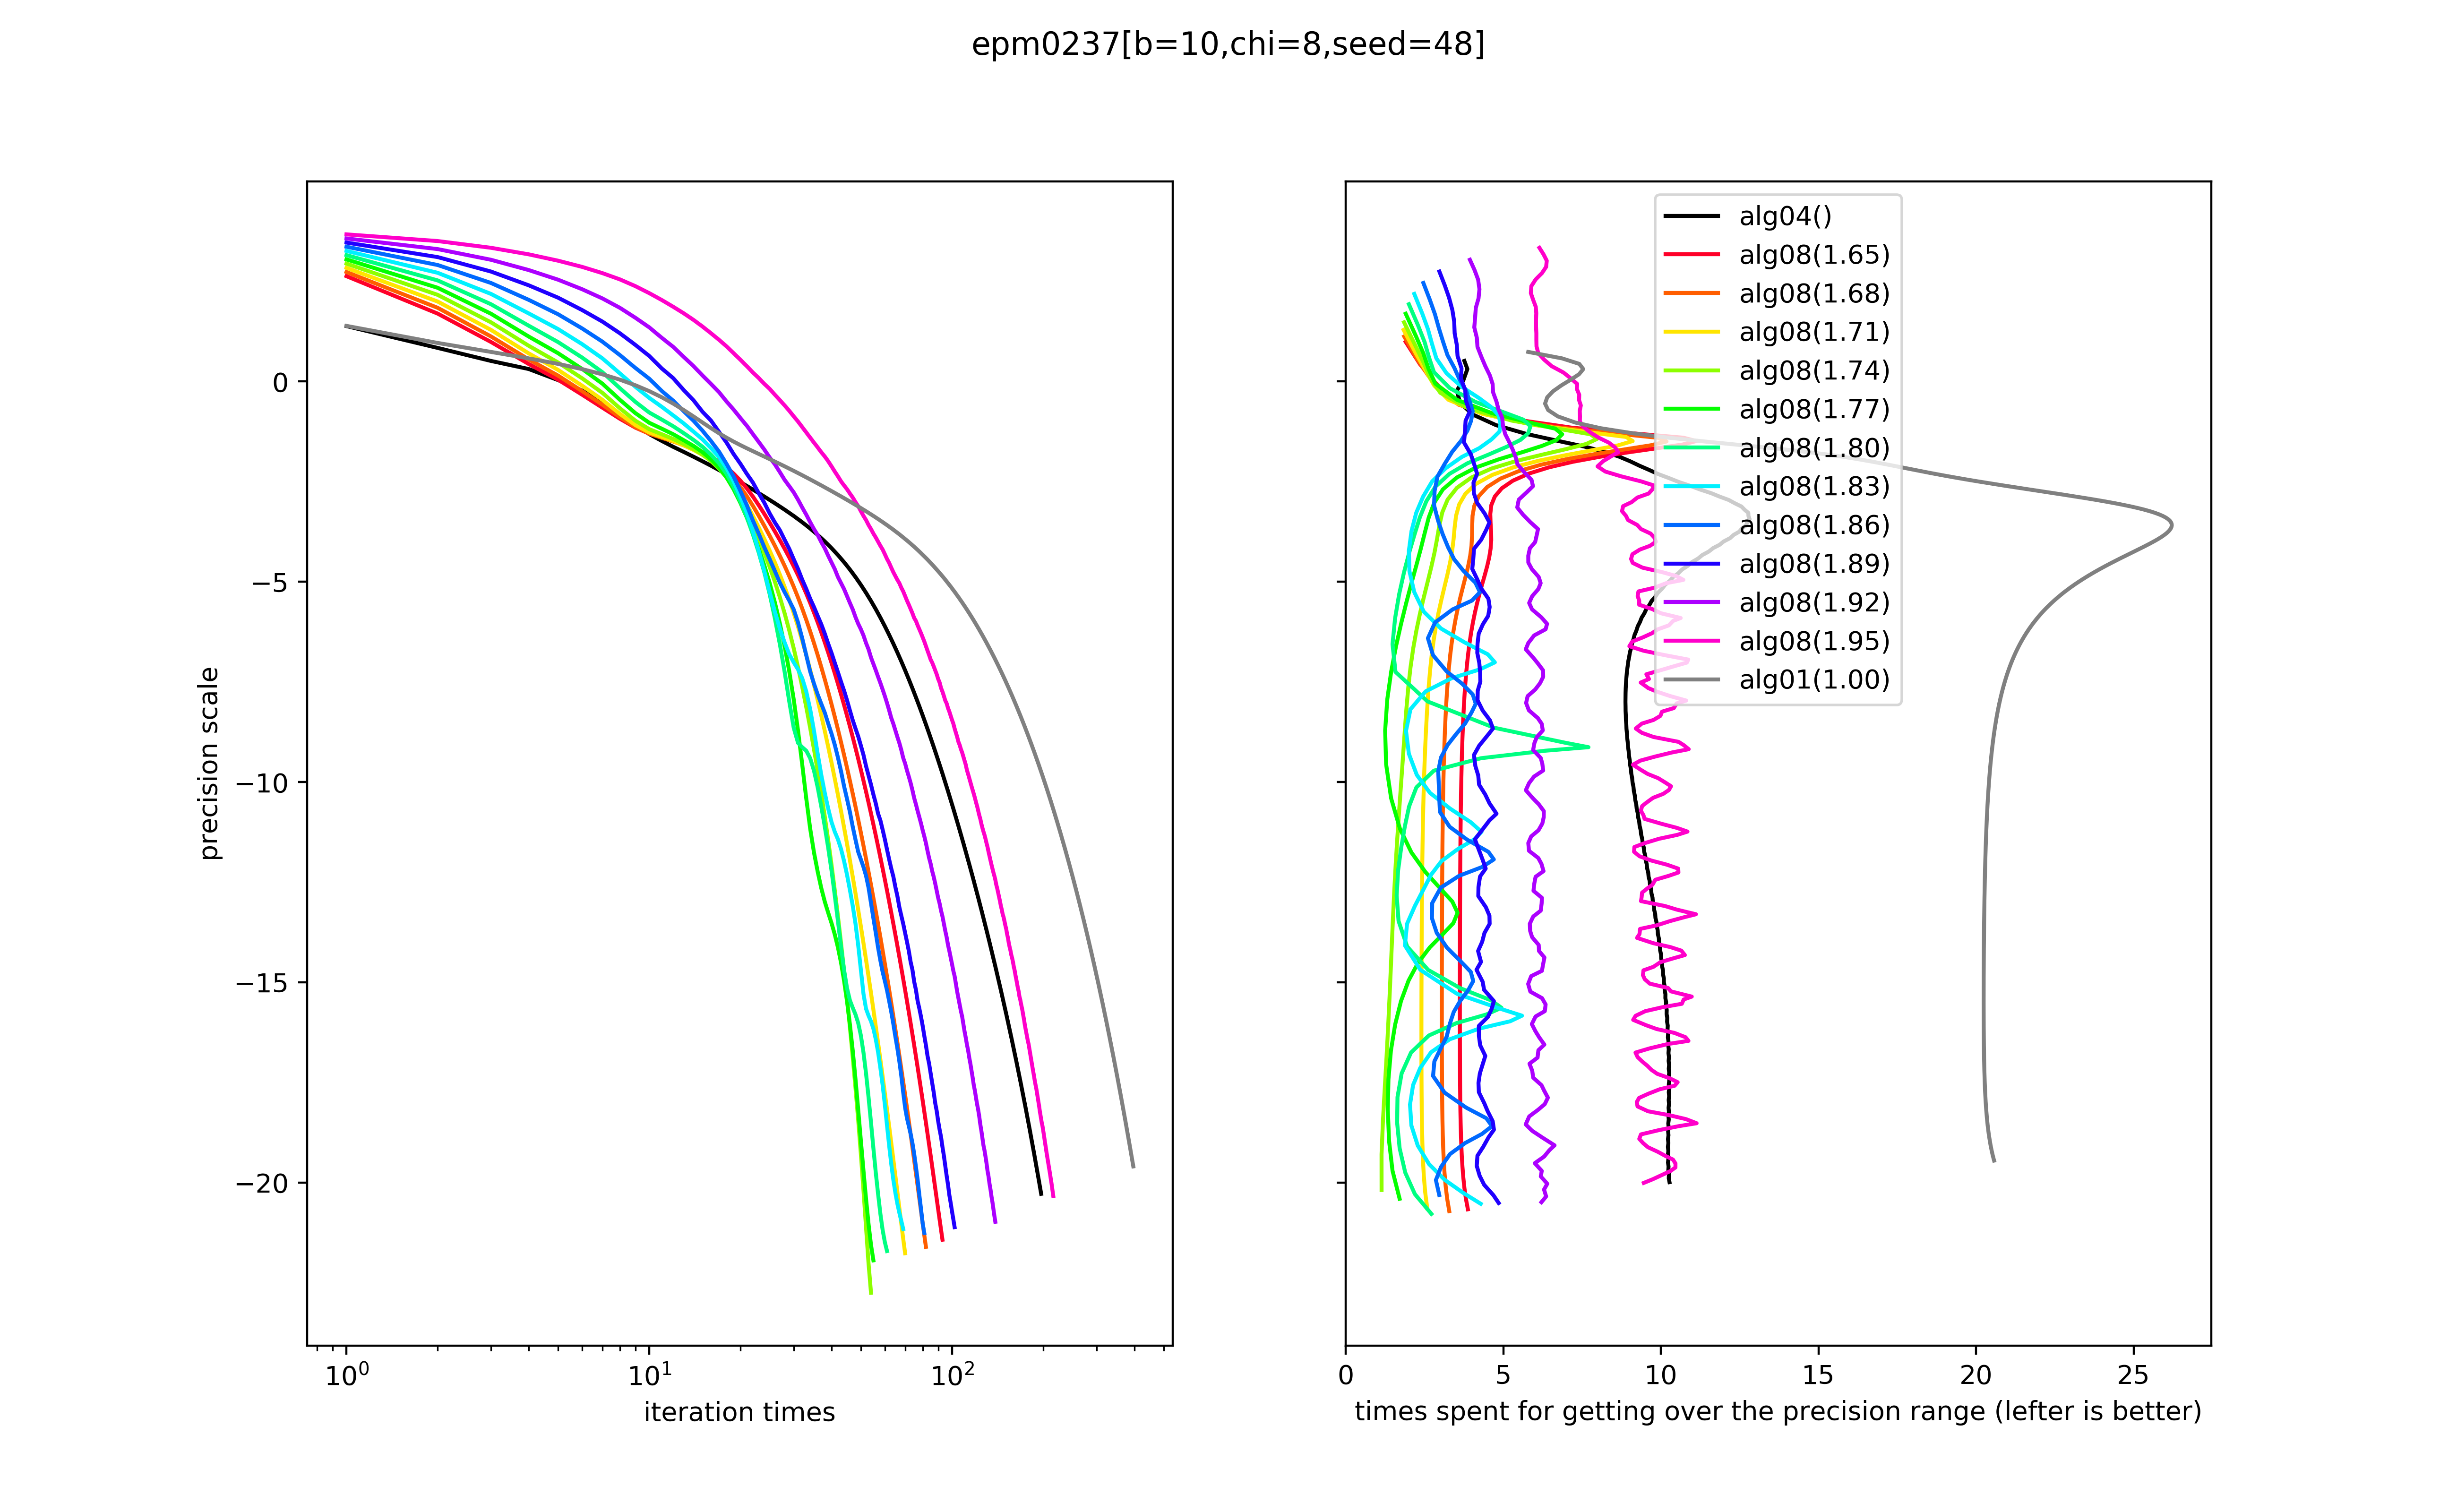 epm0237[b=10,chi=8,seed=48]
precision scale
0
−5
−10
−15
−20
10^0
10^1
10^2
iteration times
alg04()
alg08(1.65)
alg08(1.68)
alg08(1.71)
alg08(1.74)
alg08(1.77)
alg08(1.80)
alg08(1.83)
alg08(1.86)
alg08(1.89)
alg08(1.92)
alg08(1.95)
alg01(1.00)
0
5
10
15
20
25
times spent for getting over the precision range (lefter is better)